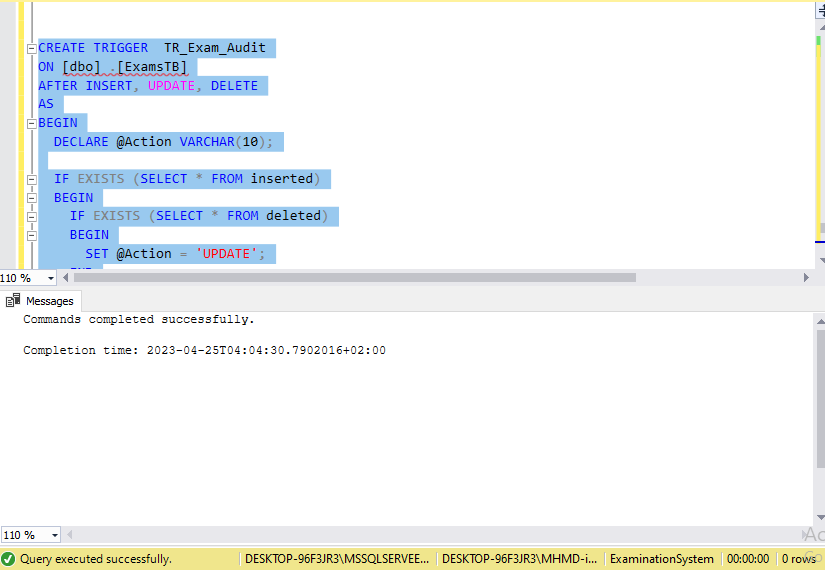 CREATE TRIGGER  TR_Exam_Audit
ON [dbo] .[ExamsTB]
AFTER INSERT, UPDATE, DELETE
AS
BEGIN
DECLARE @Action VARCHAR(10);
IF EXISTS (SELECT * FROM inserted)
BEGIN
IF EXISTS (SELECT * FROM deleted)
BEGIN
SET @Action = 'UPDATE';
110 %
Messages
Commands completed successfully.
Completion time: 2023-04-25T04:04:30.7902016+02:00
110 %
Query executed successfully. DESKTOP-96F3JR3\MSSQLSERVEE... DESKTOP-96F3JR3\MHMD-i... ExaminationSystem 00:00:00 0 rows